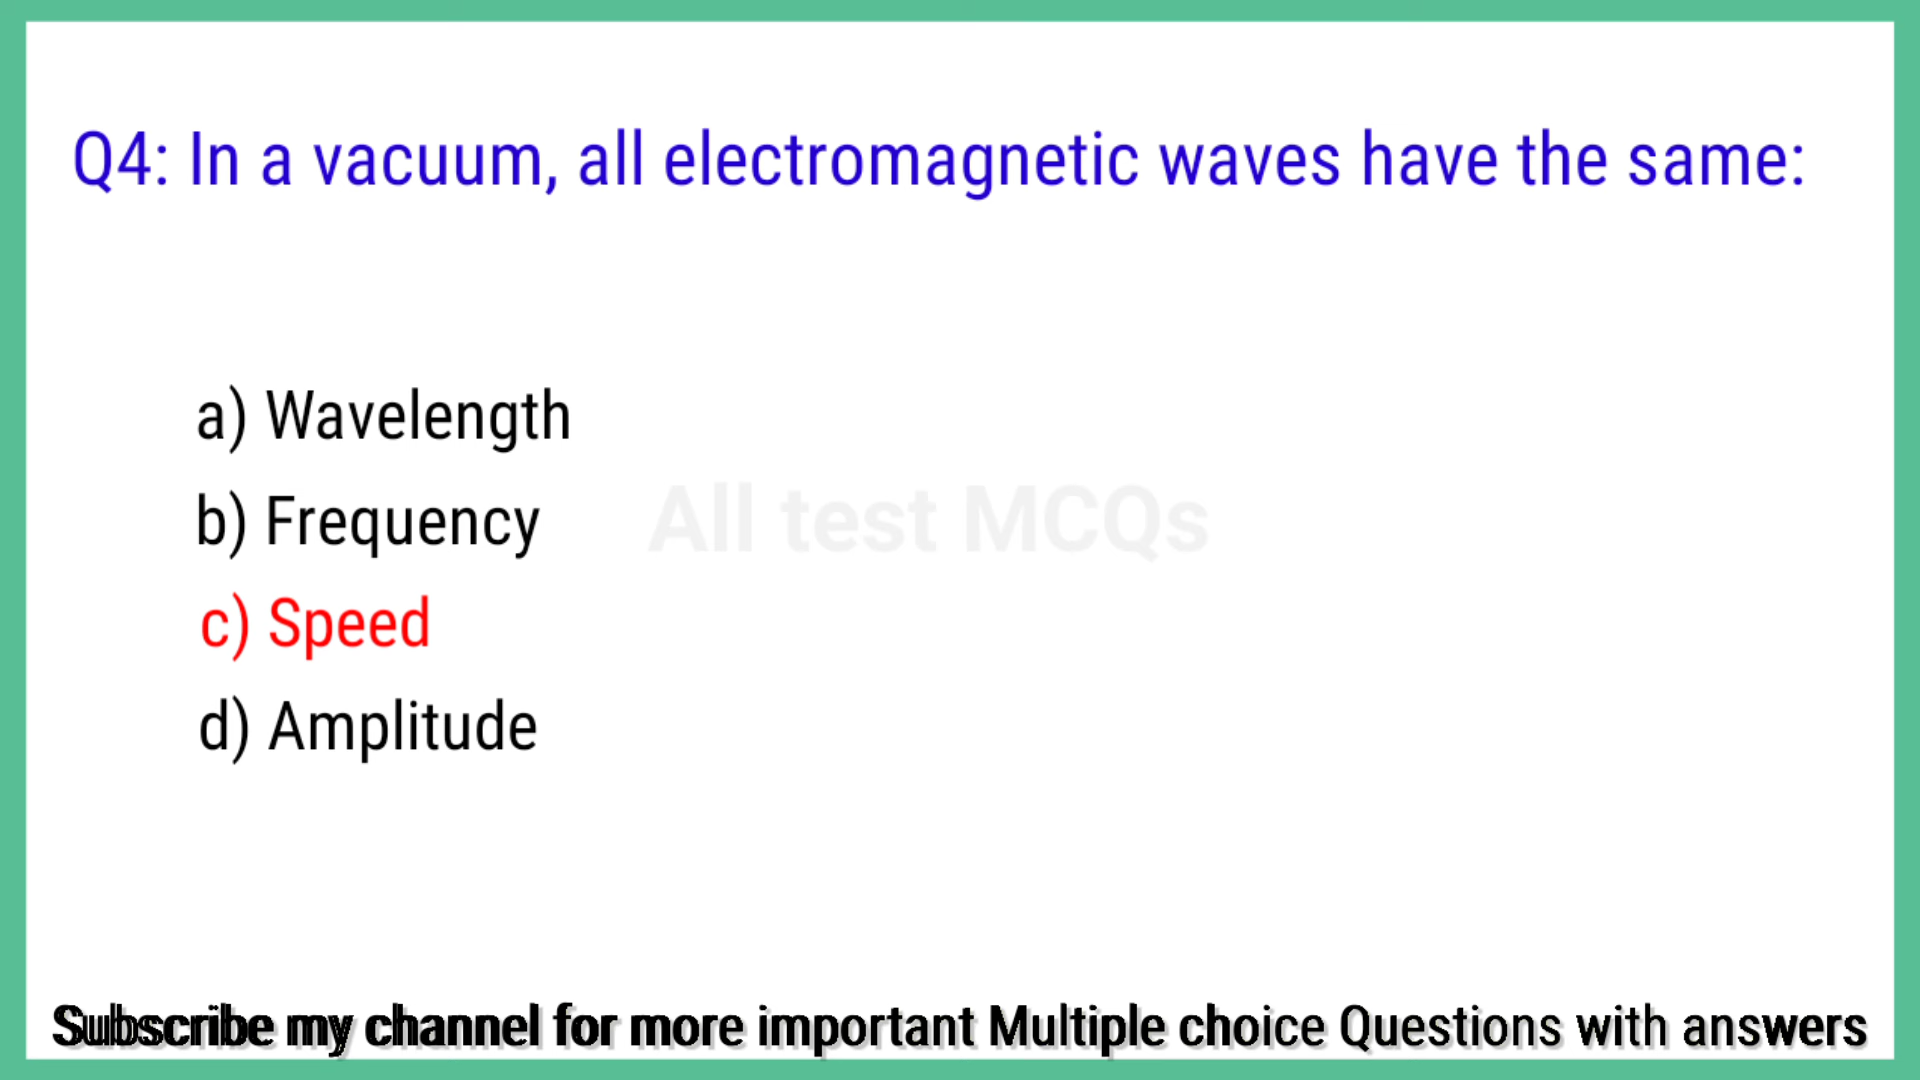 Q4: In a vacuum, all electromagnetic waves have the same:
a) Wavelength
b) Frequency
All test MCQs
c) Speed
d) Amplitude
Subscribe my channel for more important Multiple choice Questions with answers